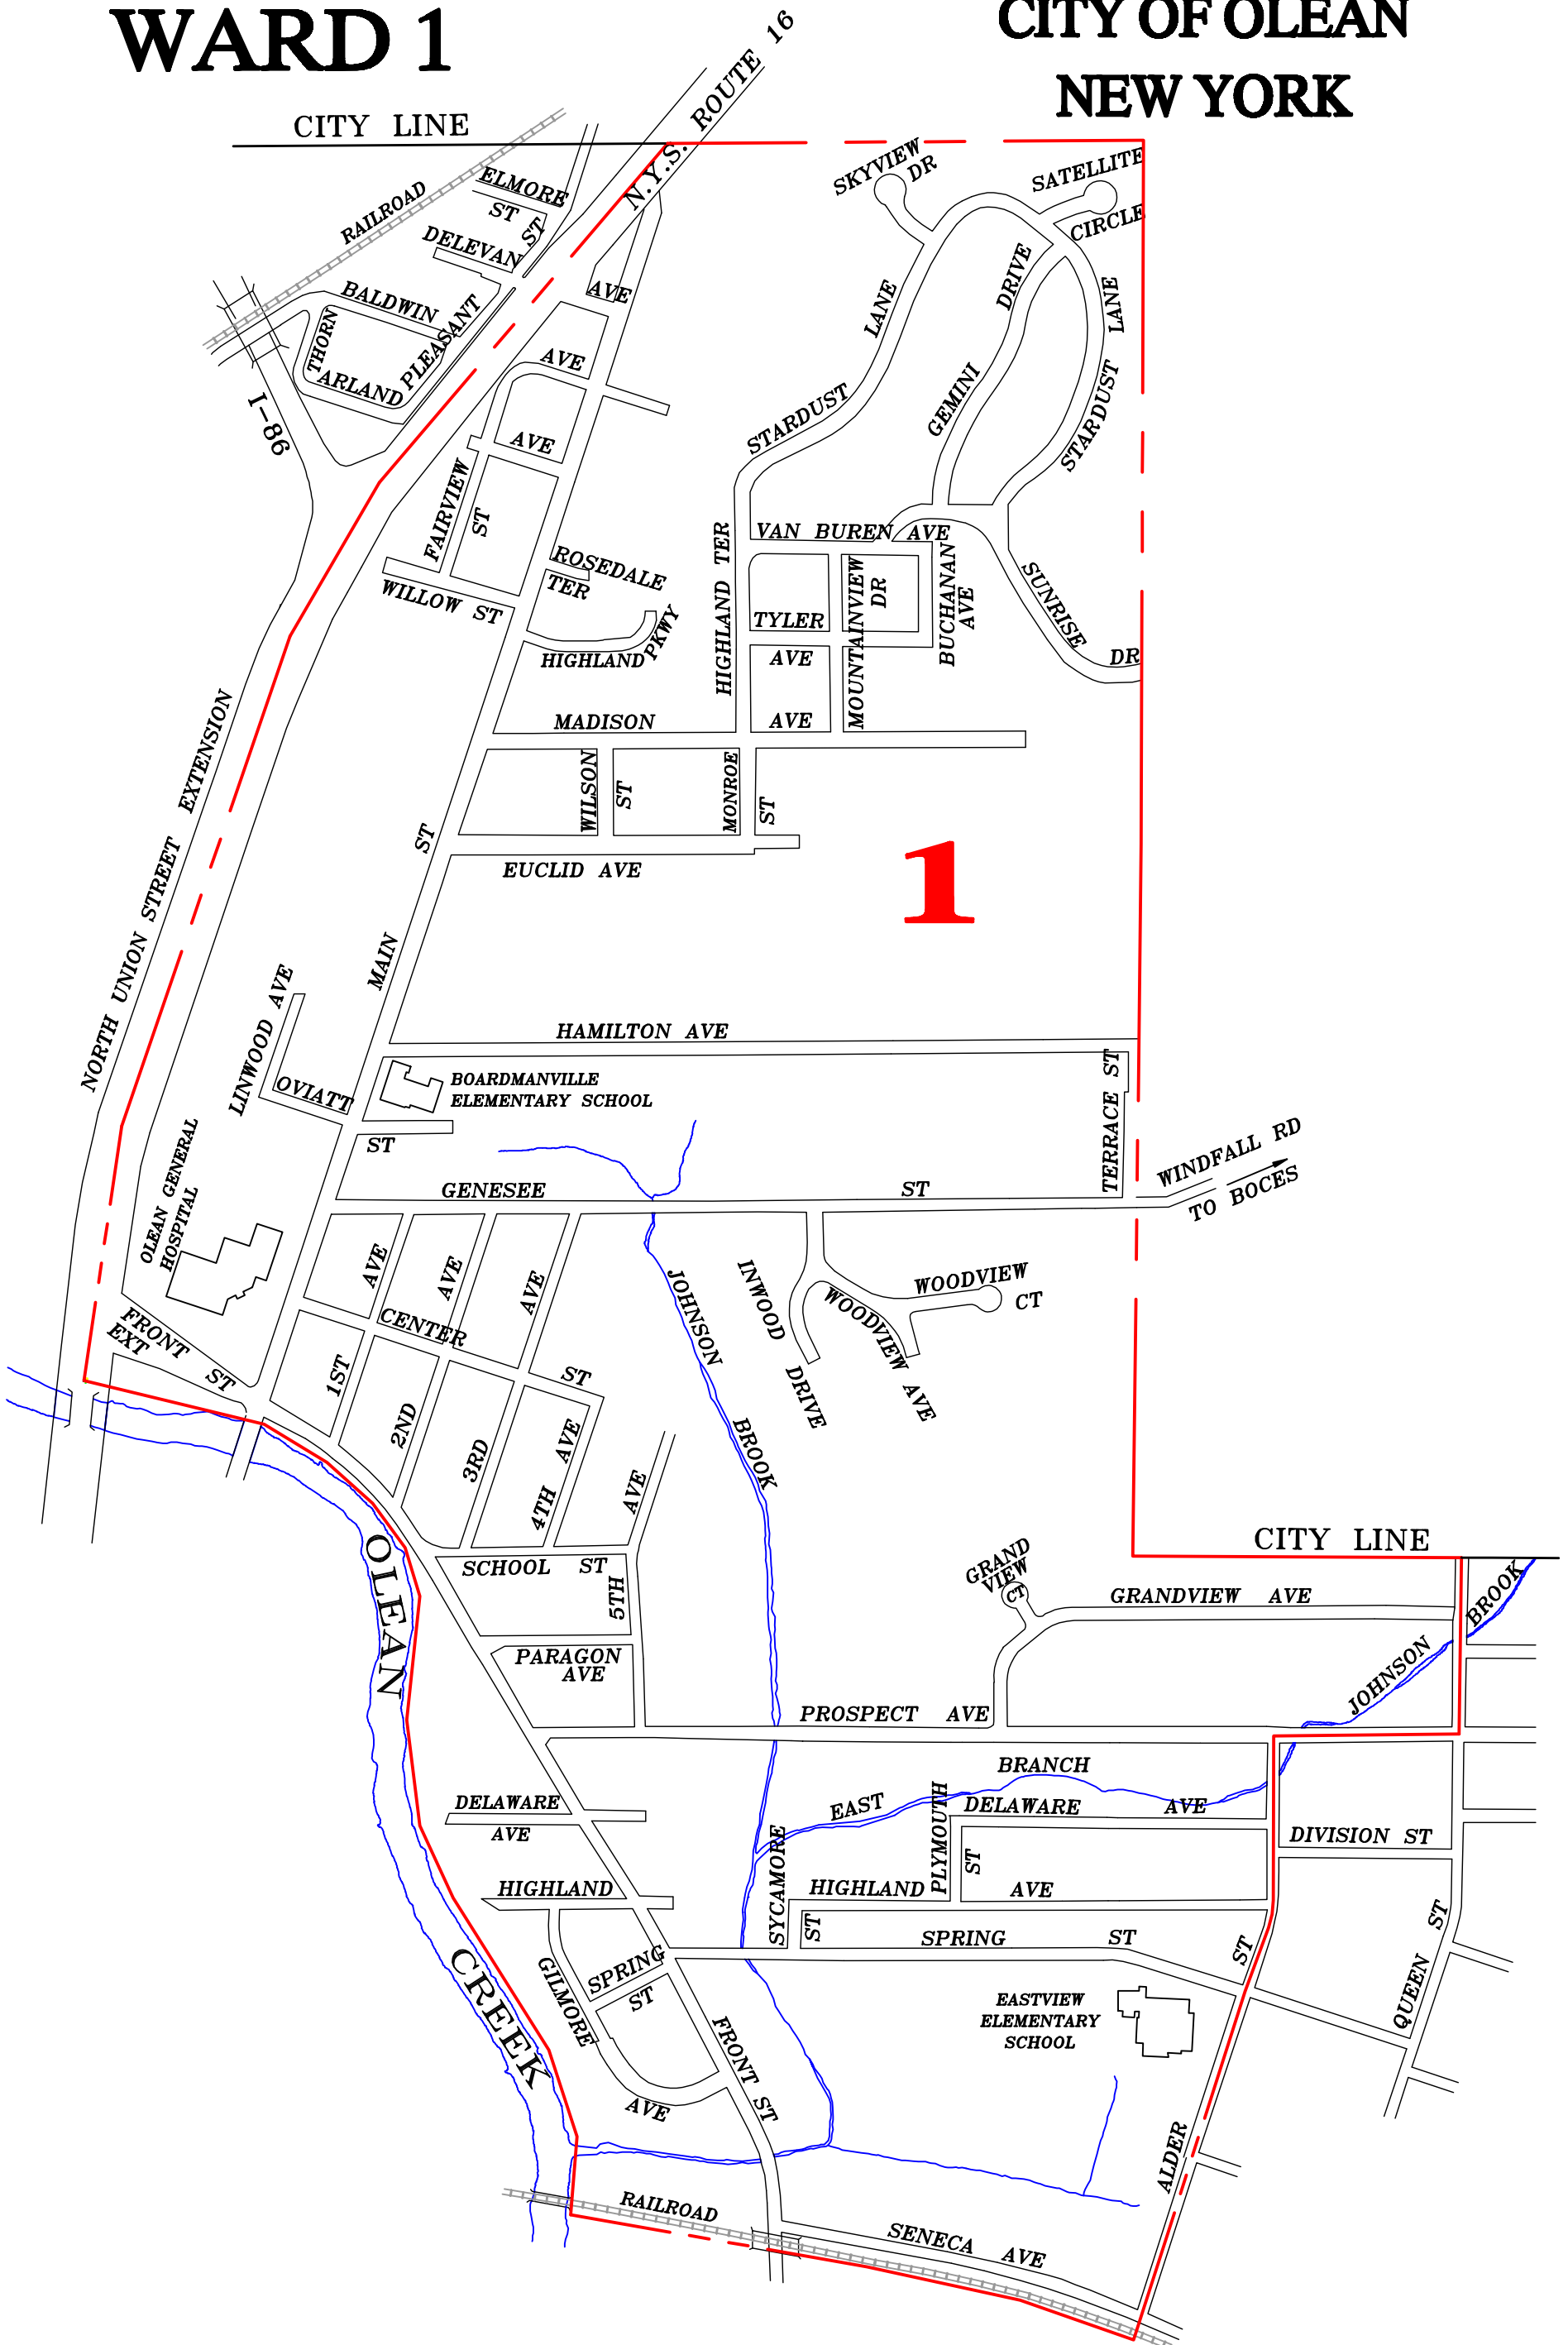 WARD 1
CITY OF OLEAN
NEW YORK
CITY LINE
N.Y.S. ROUTE 16
RAILROAD
ELMORE
ST
DELEVAN
ST
BALDWIN
THORN
ARLAND
PLEASANT
I-86
AVE
AVE
AVE
FAIRVIEW
ST
WILLOW ST
ROSEDALE
TER
HIGHLAND PKWY
SKYVIEW
DR
SATELLITE
CIRCLE
STARDUST LANE
GEMINI DRIVE
STARDUST LANE
VAN BUREN AVE
HIGHLAND TER
TYLER
AVE
MOUNTAINVIEW
DR
BUCHANAN
AVE
SUNRISE DR
MADISON AVE
WILSON
ST
MONROE
ST
EUCLID AVE
1
NORTH UNION STREET EXTENSION
MAIN ST
LINWOOD AVE
OVIATT
ST
HAMILTON AVE
BOARDMANVILLE
ELEMENTARY SCHOOL
TERRACE ST
WINDFALL RD
TO BOCES
GENESEE ST
OLEAN GENERAL
HOSPITAL
FRONT ST
EXT
1ST AVE
2ND AVE
3RD AVE
4TH AVE
5TH AVE
CENTER ST
JOHNSON BROOK
INWOOD DRIVE
WOODVIEW AVE
WOODVIEW
CT
SCHOOL ST
PARAGON
AVE
CITY LINE
GRAND
VIEW
CT
GRANDVIEW AVE
JOHNSON BROOK
PROSPECT AVE
OLEAN CREEK
DELAWARE
AVE
EAST BRANCH
PLYMOUTH
ST
DELAWARE AVE
DIVISION ST
HIGHLAND
SYCAMORE
ST
HIGHLAND AVE
SPRING
ST
GILMORE
AVE
SPRING ST
EASTVIEW
ELEMENTARY
SCHOOL
QUEEN ST
FRONT ST
ALDER ST
RAILROAD
SENECA AVE